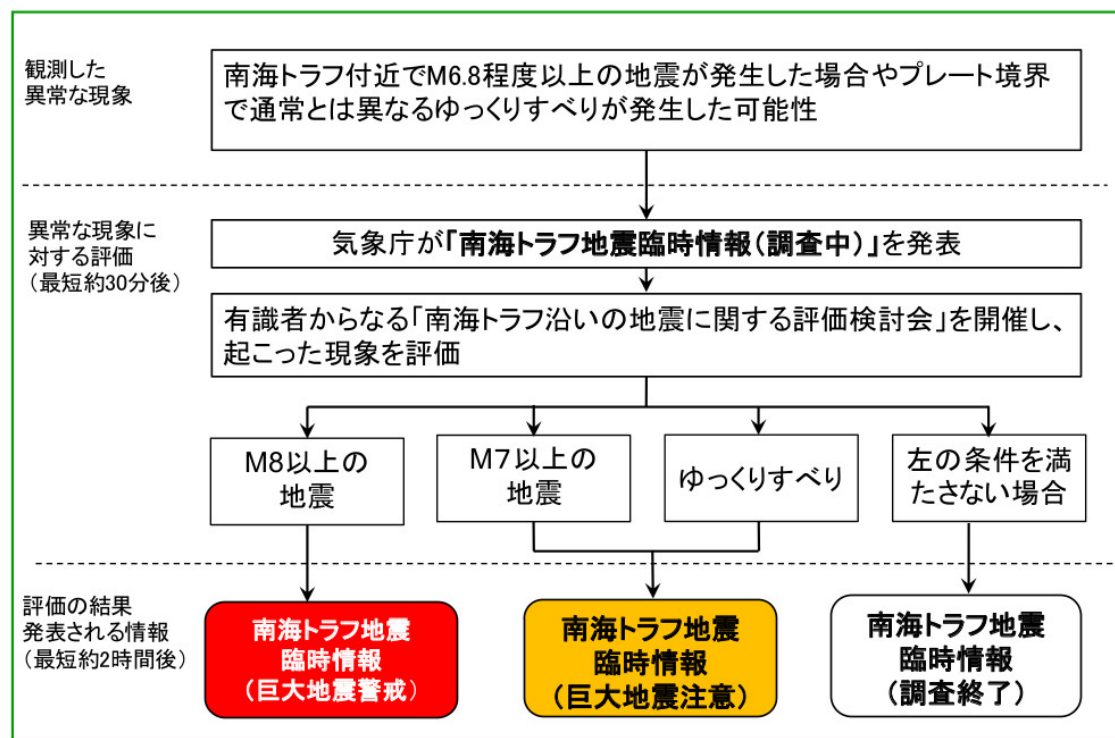 観測した
異常な現象
南海トラフ付近でM6.8程度以上の地震が発生した場合やプレート境界
で通常とは異なるゆっくりすべりが発生した可能性
異常な現象に
対する評価
(最短約30分後)
気象庁が「南海トラフ地震臨時情報(調査中)」を発表
有識者からなる「南海トラフ沿いの地震に関する評価検討会」を開催し、
起こった現象を評価
M8以上の
地震
M7以上の
地震
ゆっくりすべり
左の条件を満
たさない場合
評価の結果
発表される情報
(最短約2時間後)
南海トラフ地震
臨時情報
(巨大地震警戒)
南海トラフ地震
臨時情報
(巨大地震注意)
南海トラフ地震
臨時情報
(調査終了)